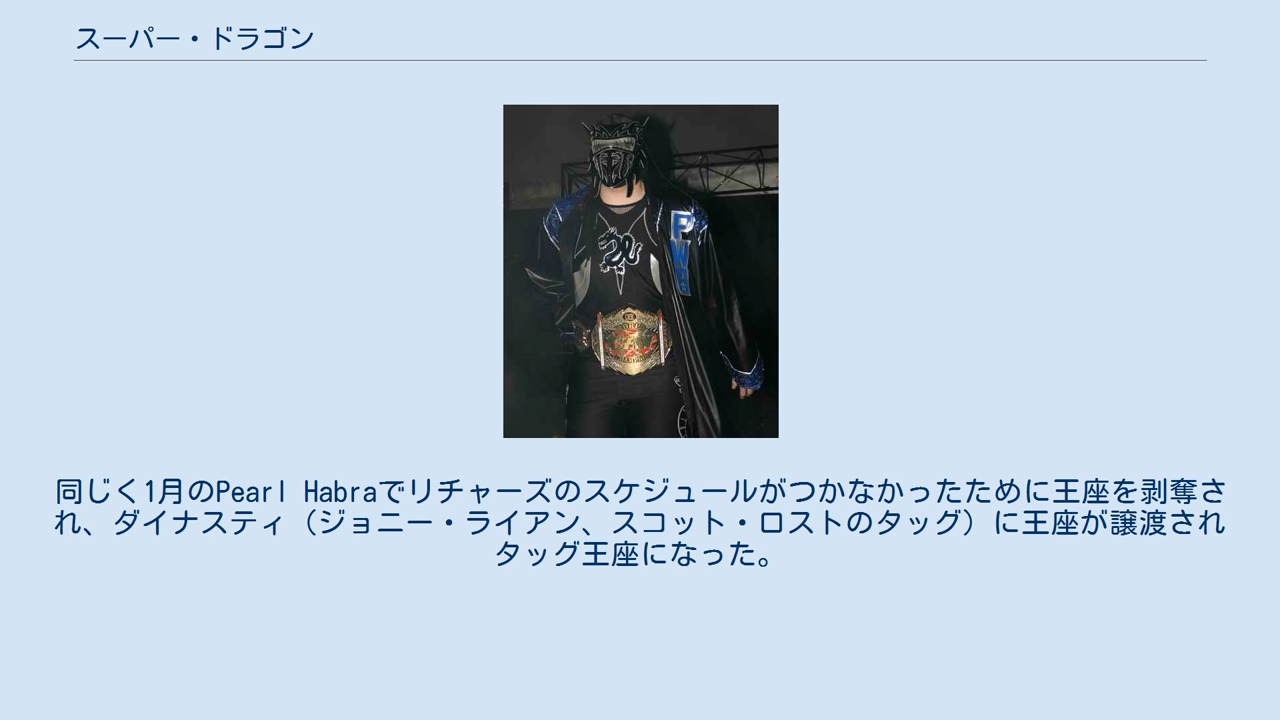 スーパー・ドラゴン
PWG
同じく1月のPearl Habraでリチャーズのスケジュールがつかなかったために王座を剥奪さ
れ、ダイナスティ（ジョニー・ライアン、スコット・ロストのタッグ）に王座が譲渡され
タッグ王座になった。